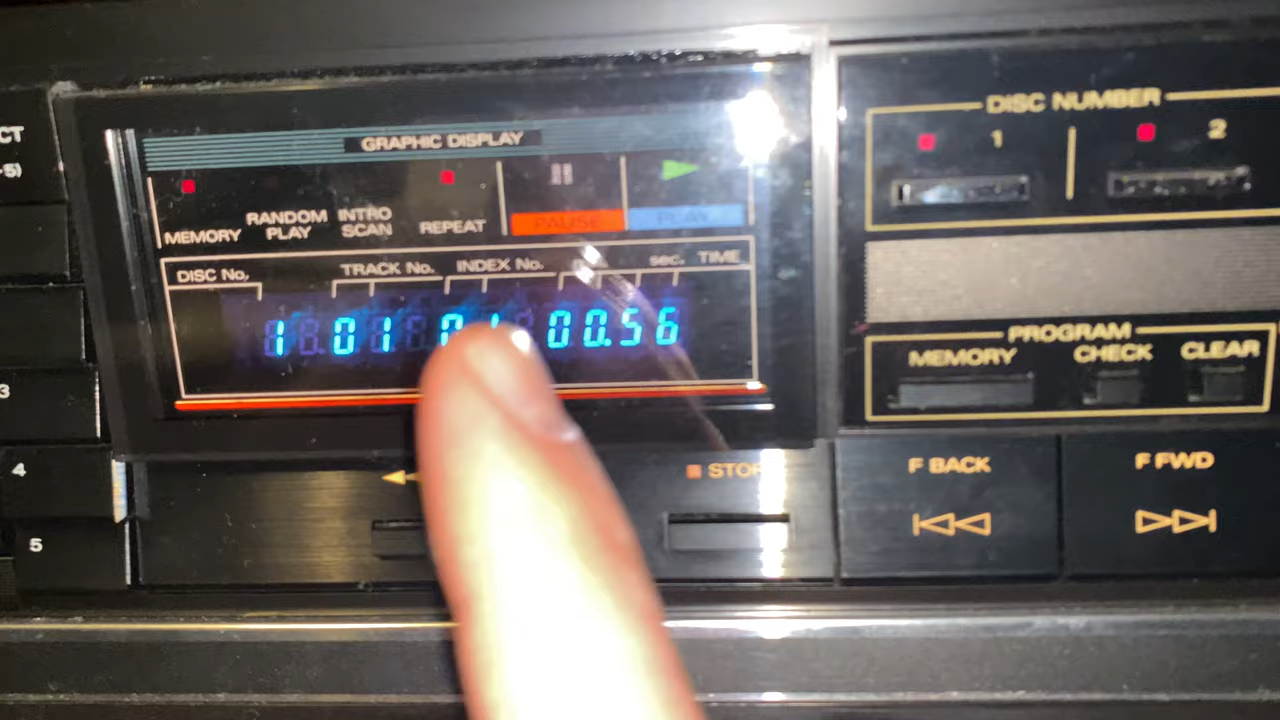 CT
5)
GRAPHIC DISPLAY
MEMORY
RANDOM
PLAY
INTRO
SCAN
REPEAT
PAUSE
PLAY
DISC No.
TRACK No.
INDEX No.
sec.
TIME
1 01 00.56
STOP
3
4
5
DISC NUMBER
1
2
PROGRAM
MEMORY
CHECK
CLEAR
F BACK
F FWD